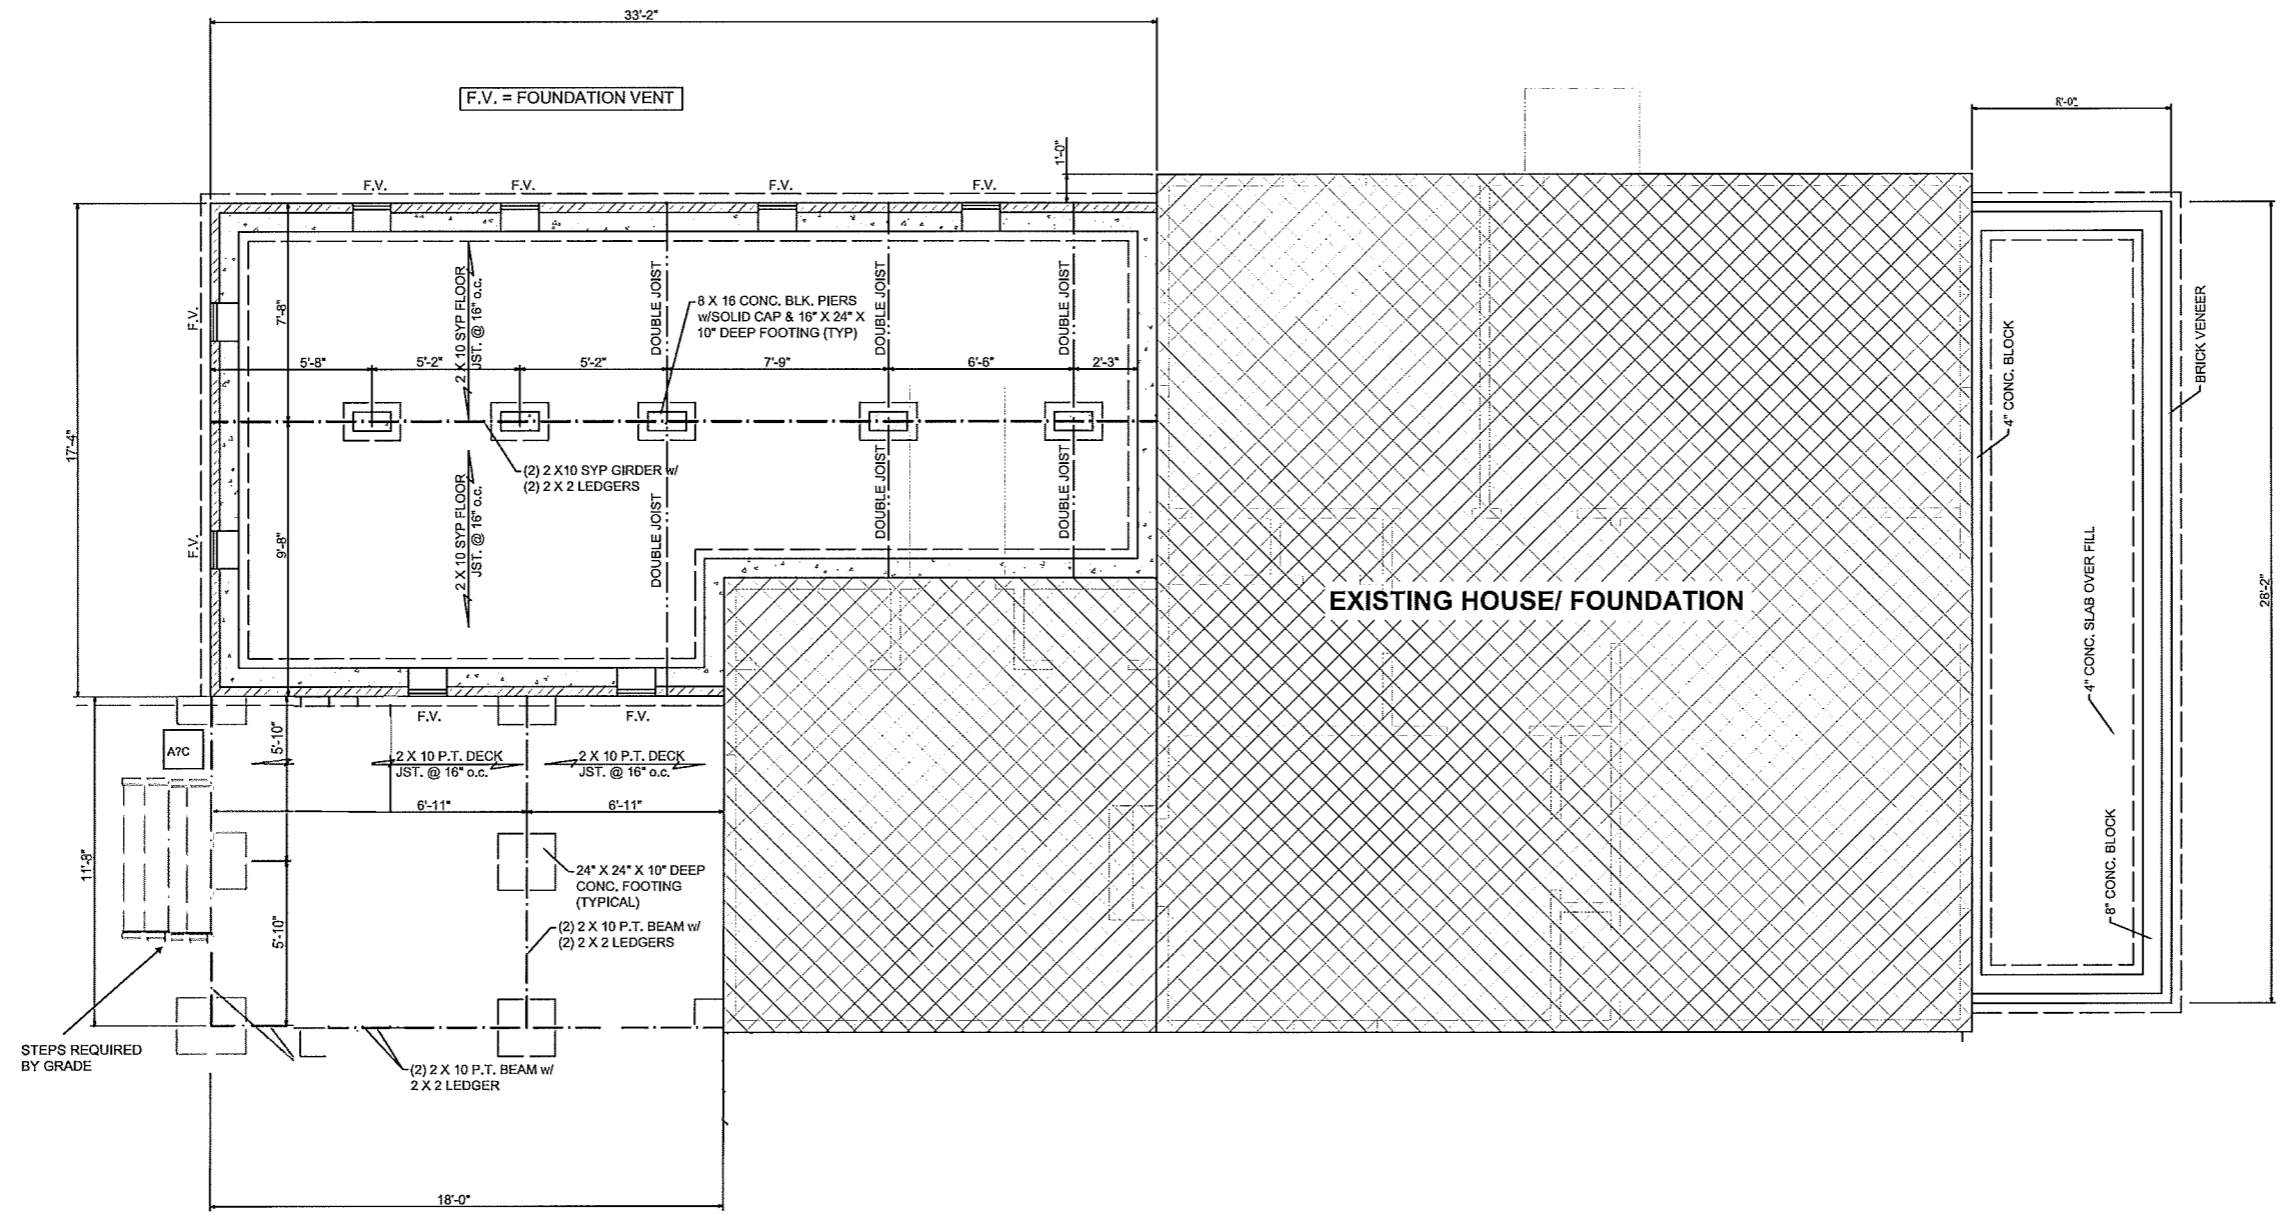 33'-2"
F.V. = FOUNDATION VENT
8'-0"
1'-0"
F.V.
F.V.
F.V.
F.V.
F.V.
7'-8"
2 X 10 SYP FLOOR
JST. @ 16" o.c.
DOUBLE JOIST
8 X 16 CONC. BLK. PIERS
w/SOLID CAP & 16" X 24" X
10" DEEP FOOTING (TYP)
DOUBLE JOIST
DOUBLE JOIST
5'-8"
5'-2"
5'-2"
7'-9"
6'-6"
2'-3"
4" CONC. BLOCK
BRICK VENEER
17'-4"
(2) 2 X10 SYP GIRDER w/
(2) 2 X 2 LEDGERS
F.V.
9'-8"
2 X 10 SYP FLOOR
JST. @ 16" o.c.
DOUBLE JOIST
DOUBLE JOIST
DOUBLE JOIST
EXISTING HOUSE/ FOUNDATION
4" CONC. SLAB OVER FILL
28'-2"
F.V.
F.V.
A?C
5'-10"
2 X 10 P.T. DECK
JST. @ 16" o.c.
2 X 10 P.T. DECK
JST. @ 16" o.c.
6'-11"
6'-11"
11'-8"
24" X 24" X 10" DEEP
CONC. FOOTING
(TYPICAL)
5'-10"
(2) 2 X 10 P.T. BEAM w/
(2) 2 X 2 LEDGERS
8" CONC. BLOCK
STEPS REQUIRED
BY GRADE
(2) 2 X 10 P.T. BEAM w/
2 X 2 LEDGER
18'-0"